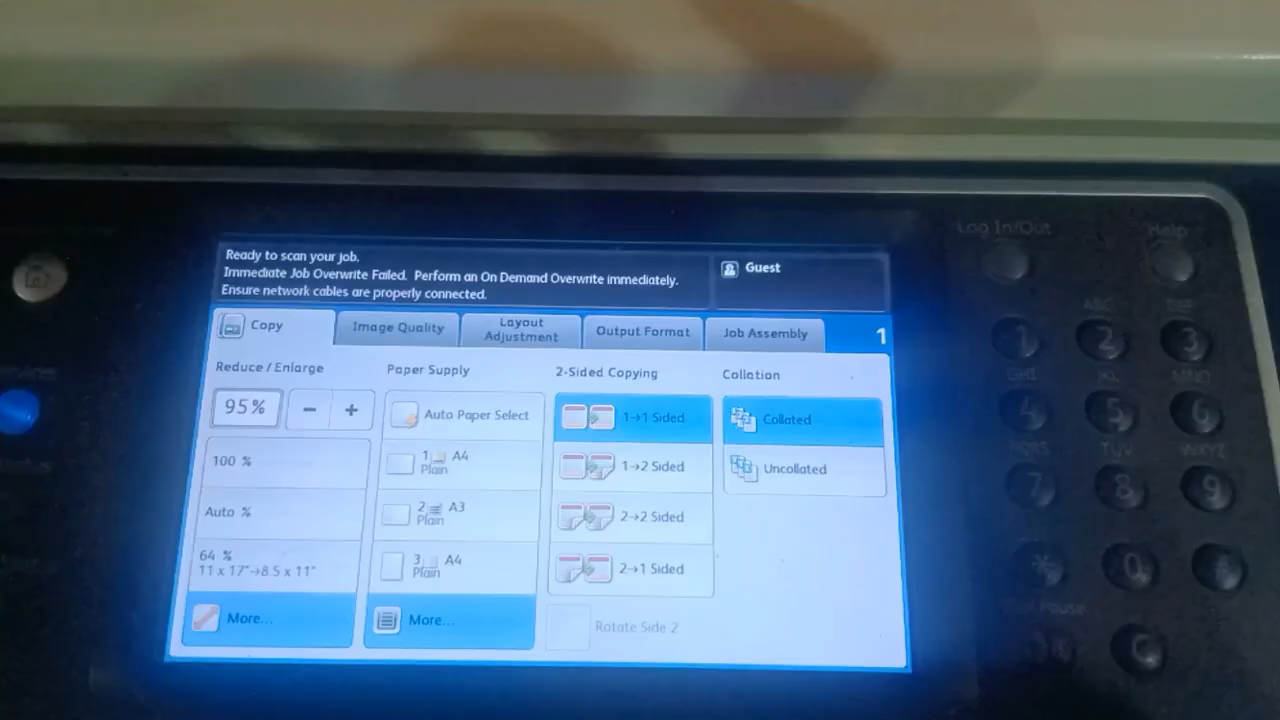 Log In/Out
Help
Ready to scan your job.
Immediate Job Overwrite Failed. Perform an On Demand Overwrite immediately.
Ensure network cables are properly connected.
Guest
Copy
Image Quality
Layout
Adjustment
Output Format
Job Assembly
1
Reduce / Enlarge
Paper Supply
2-Sided Copying
Collation
95%
-
+
100 %
Auto %
64 %
11 x 17"→8.5 x 11"
More...
Auto Paper Select
1 A4
Plain
2 A3
Plain
3 A4
Plain
More...
1→1 Sided
1→2 Sided
2→2 Sided
2→1 Sided
Rotate Side 2
Collated
Uncollated
1
ABC
2
3
GHI
4
JKL
5
MNO
6
PQRS
7
TUV
8
WXYZ
9
*
0
Pause
C